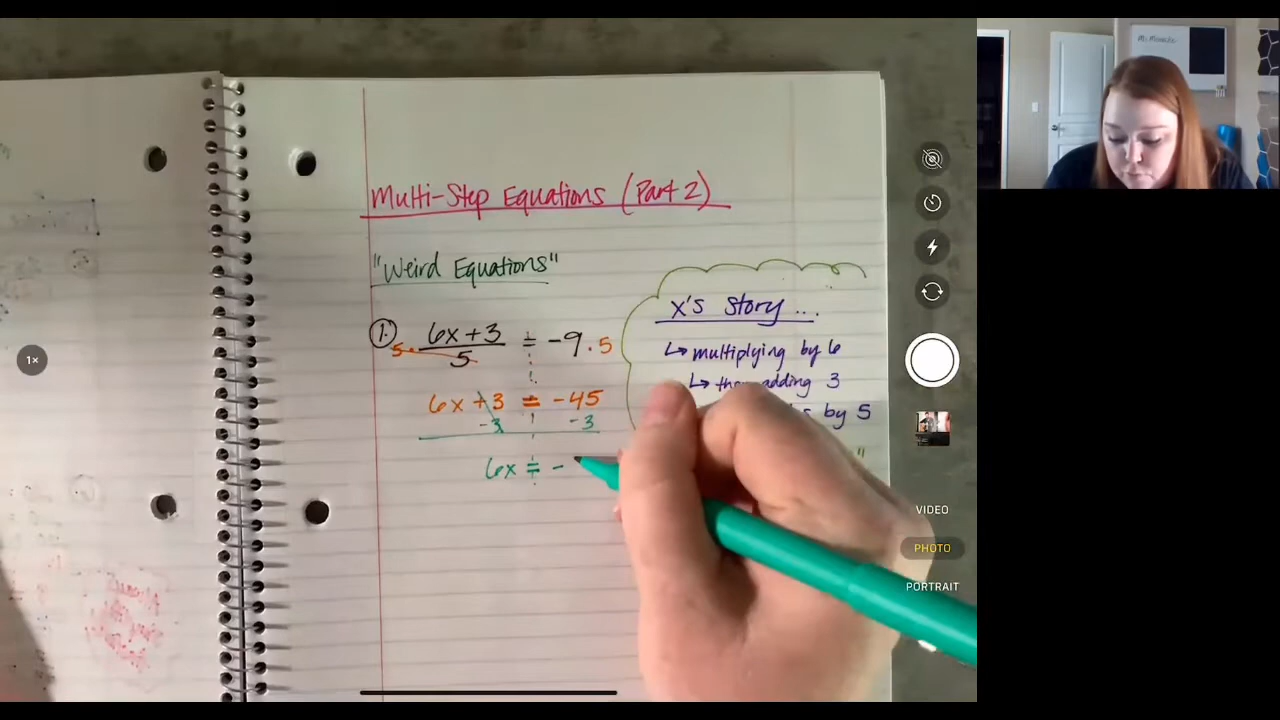 Multi-Step Equations (Part 2)
"Weird Equations"
1. 6x + 3 = -9 . 5
5 . 5
6x + 3 = -45
-3 -3
6x = -
x's Story ...
↳ multiplying by 6
↳ then adding 3
by 5
1×
VIDEO
PHOTO
PORTRAIT